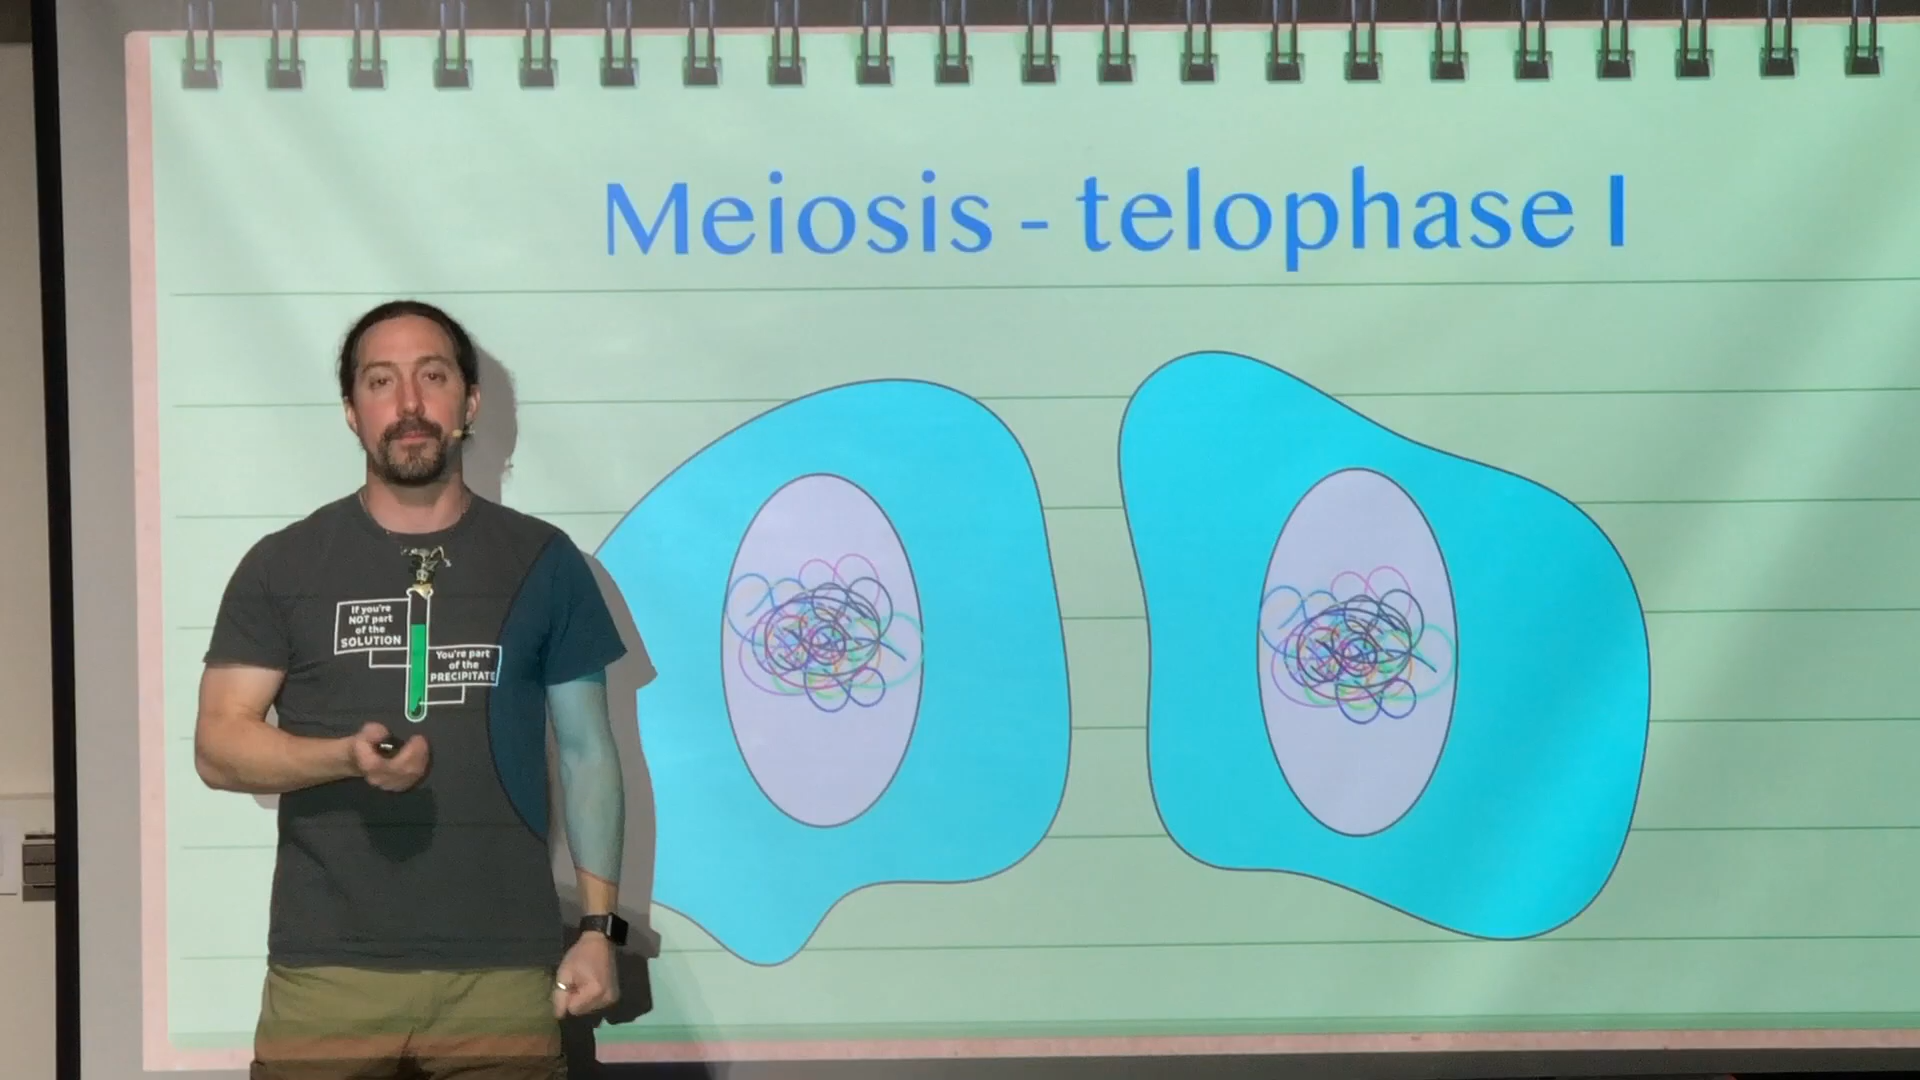 Meiosis - telophase I
If you're
NOT part
of the
SOLUTION
You're part
of the
PRECIPITATE